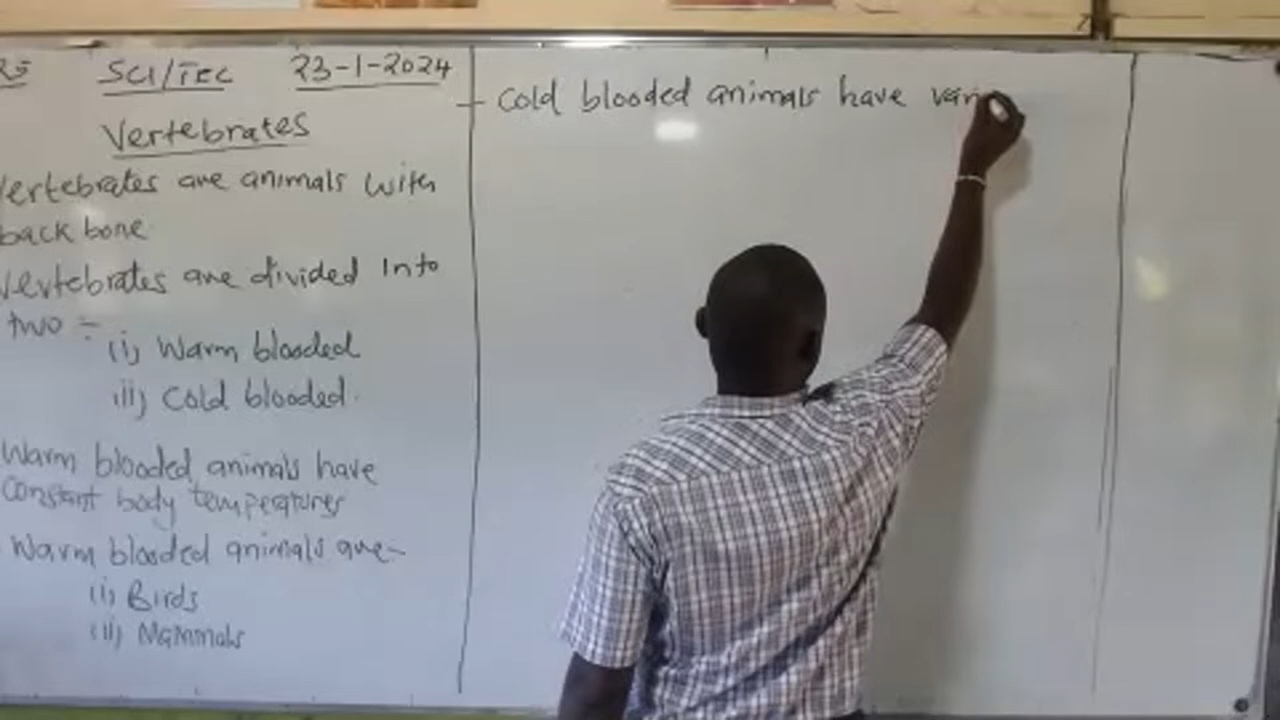 SCI/TEC 23-1-2024
Vertebrates
Vertebrates are animals with
back bone
Vertebrates are divided into
two :-
(i) Warm blooded
ii) Cold blooded.
Warm blooded animals have
constant body temperatures
Warm blooded animals are:-
(i) Birds
(ii) Mammals
- Cold blooded animals have vari